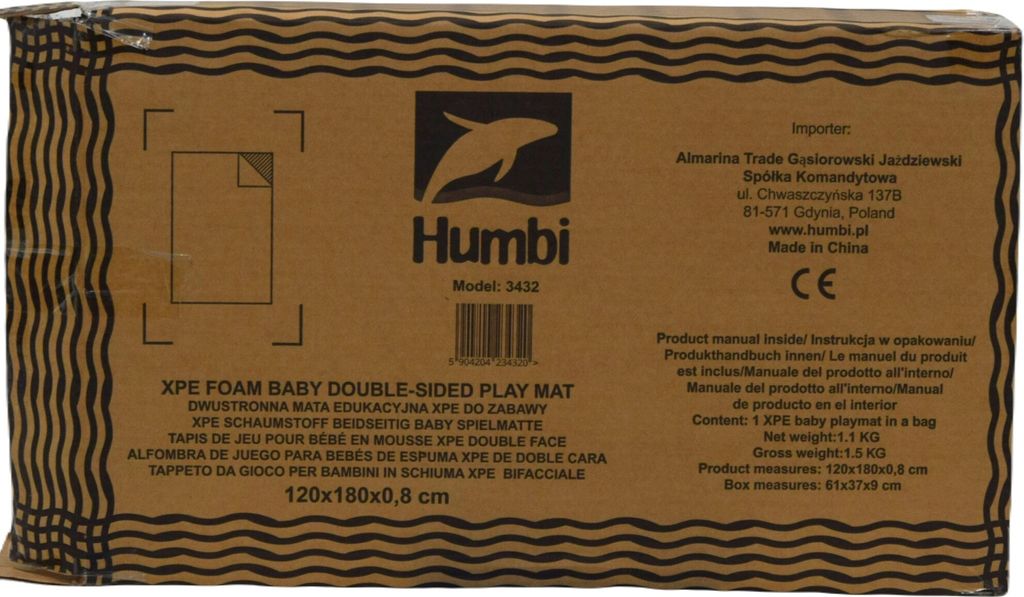 Humbi
Model: 3432
5 904204 234320 >
XPE FOAM BABY DOUBLE-SIDED PLAY MAT
DWUSTRONNA MATA EDUKACYJNA XPE DO ZABAWY
XPE SCHAUMSTOFF BEIDSEITIG BABY SPIELMATTE
TAPIS DE JEU POUR BÉBÉ EN MOUSSE XPE DOUBLE FACE
ALFOMBRA DE JUEGO PARA BEBÉS DE ESPUMA XPE DE DOBLE CARA
TAPPETO DA GIOCO PER BAMBINI IN SCHIUMA XPE BIFACCIALE
120x180x0,8 cm
Importer:
Almarina Trade Gąsiorowski Jażdziewski
Spółka Komandytowa
ul. Chwaszczyńska 137B
81-571 Gdynia, Poland
www.humbi.pl
Made in China
CE
Product manual inside/ Instrukcja w opakowaniu/
Produkthandbuch innen/ Le manuel du produit
est inclus/Manuale del prodotto all'interno/
Manuale del prodotto all'interno/Manual
de producto en el interior
Content: 1 XPE baby playmat in a bag
Net weight:1.1 KG
Gross weight:1.5 KG
Product measures: 120x180x0,8 cm
Box measures: 61x37x9 cm